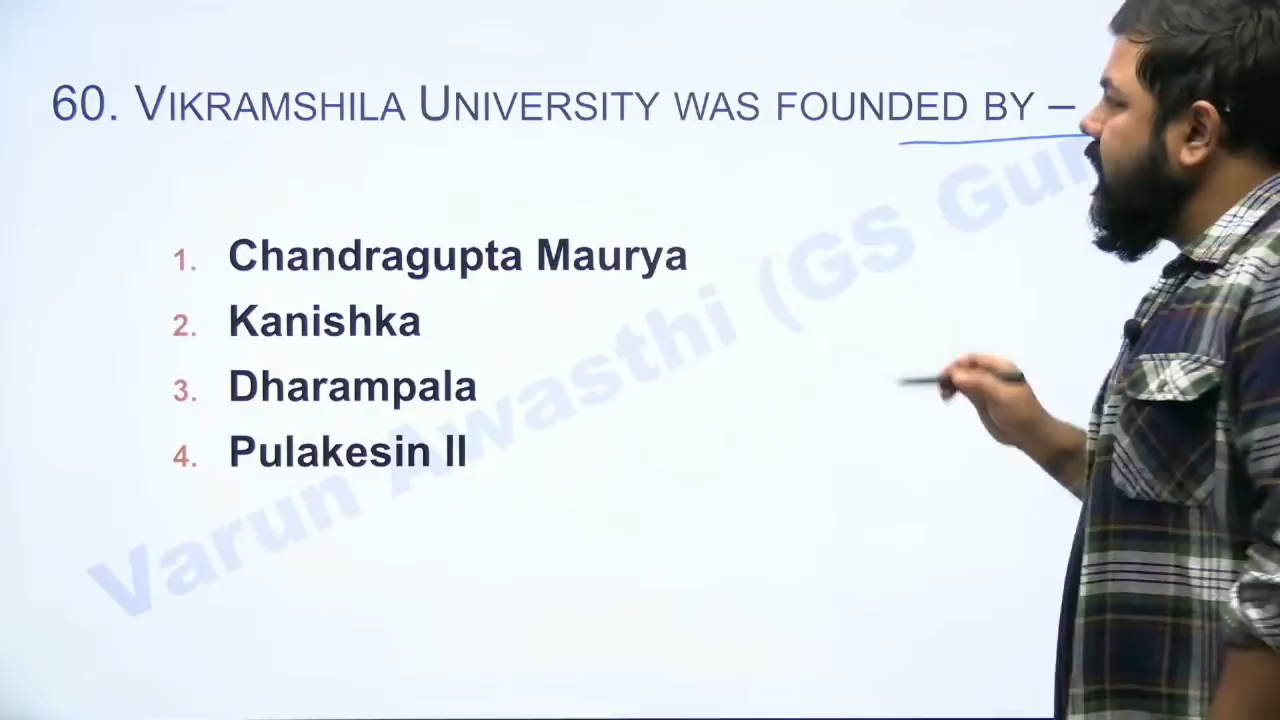 60. VIKRAMSHILA UNIVERSITY WAS FOUNDED BY –
1. Chandragupta Maurya
2. Kanishka
3. Dharampala
4. Pulakesin II
Varun Awasthi (GS Gur